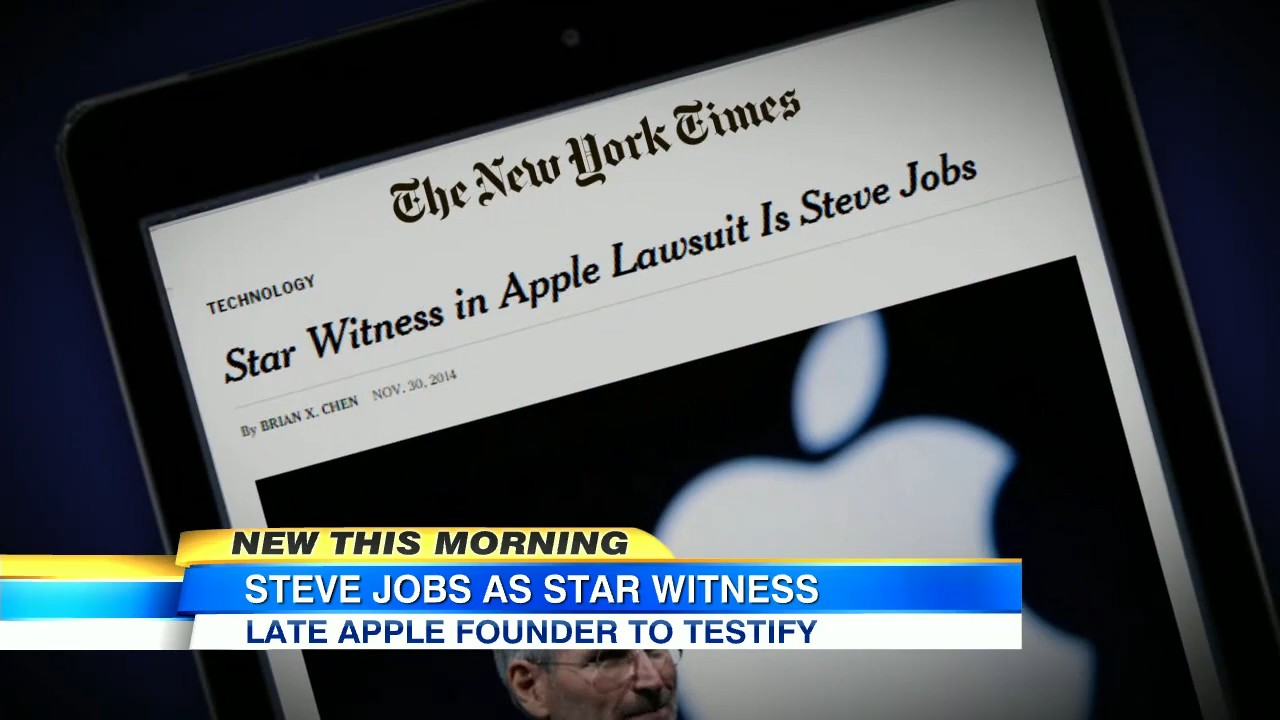 The New York Times
TECHNOLOGY
Star Witness in Apple Lawsuit Is Steve Jobs
By BRIAN X. CHEN NOV. 30, 2014
NEW THIS MORNING
STEVE JOBS AS STAR WITNESS
LATE APPLE FOUNDER TO TESTIFY